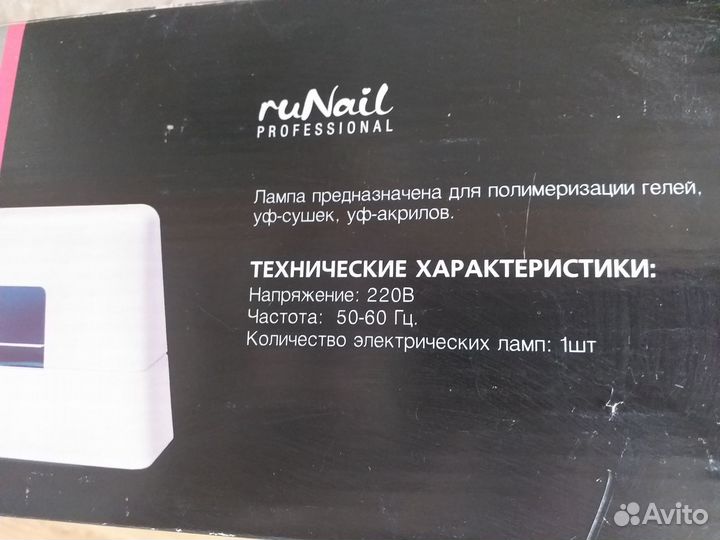 ruNail
PROFESSIONAL
Лампа предназначена для полимеризации гелей,
уф-сушек, уф-акрилов.
ТЕХНИЧЕСКИЕ ХАРАКТЕРИСТИКИ:
Напряжение: 220В
Частота: 50-60 Гц.
Количество электрических ламп: 1шт
Avito